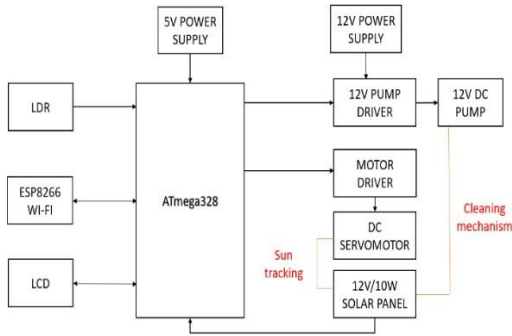 5V POWER
SUPPLY
12V POWER
SUPPLY
LDR
12V PUMP
DRIVER
12V DC
PUMP
ESP8266
WI-FI
ATmega328
MOTOR
DRIVER
Cleaning
mechanism
DC
SERVOMOTOR
Sun
tracking
LCD
12V/10W
SOLAR PANEL